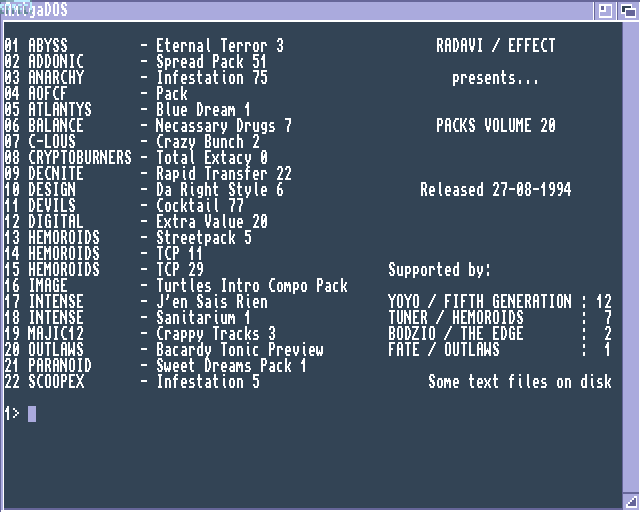 AmigaDOS
01 ABYSS - Eternal Terror 3 RADAVI / EFFECT
02 ADDONIC - Spread Pack 51
03 ANARCHY - Infestation 75 presents...
04 AOFCF - Pack
05 ATLANTYS - Blue Dream 1
06 BALANCE - Necassary Drugs 7 PACKS VOLUME 20
07 C-LOUS - Crazy Bunch 2
08 CRYPTOBURNERS - Total Extacy 0
09 DECNITE - Rapid Transfer 22
10 DESIGN - Da Right Style 6 Released 27-08-1994
11 DEVILS - Cocktail 77
12 DIGITAL - Extra Value 20
13 HEMOROIDS - Streetpack 5
14 HEMOROIDS - TCP 11
15 HEMOROIDS - TCP 29 Supported by:
16 IMAGE - Turtles Intro Compo Pack
17 INTENSE - J'en Sais Rien YOYO / FIFTH GENERATION : 12
18 INTENSE - Sanitarium 1 TUNER / HEMOROIDS : 7
19 MAJIC12 - Crappy Tracks 3 BODZIO / THE EDGE : 2
20 OUTLAWS - Bacardy Tonic Preview FATE / OUTLAWS : 1
21 PARANOID - Sweet Dreams Pack 1
22 SCOOPEX - Infestation 5 Some text files on disk
1>